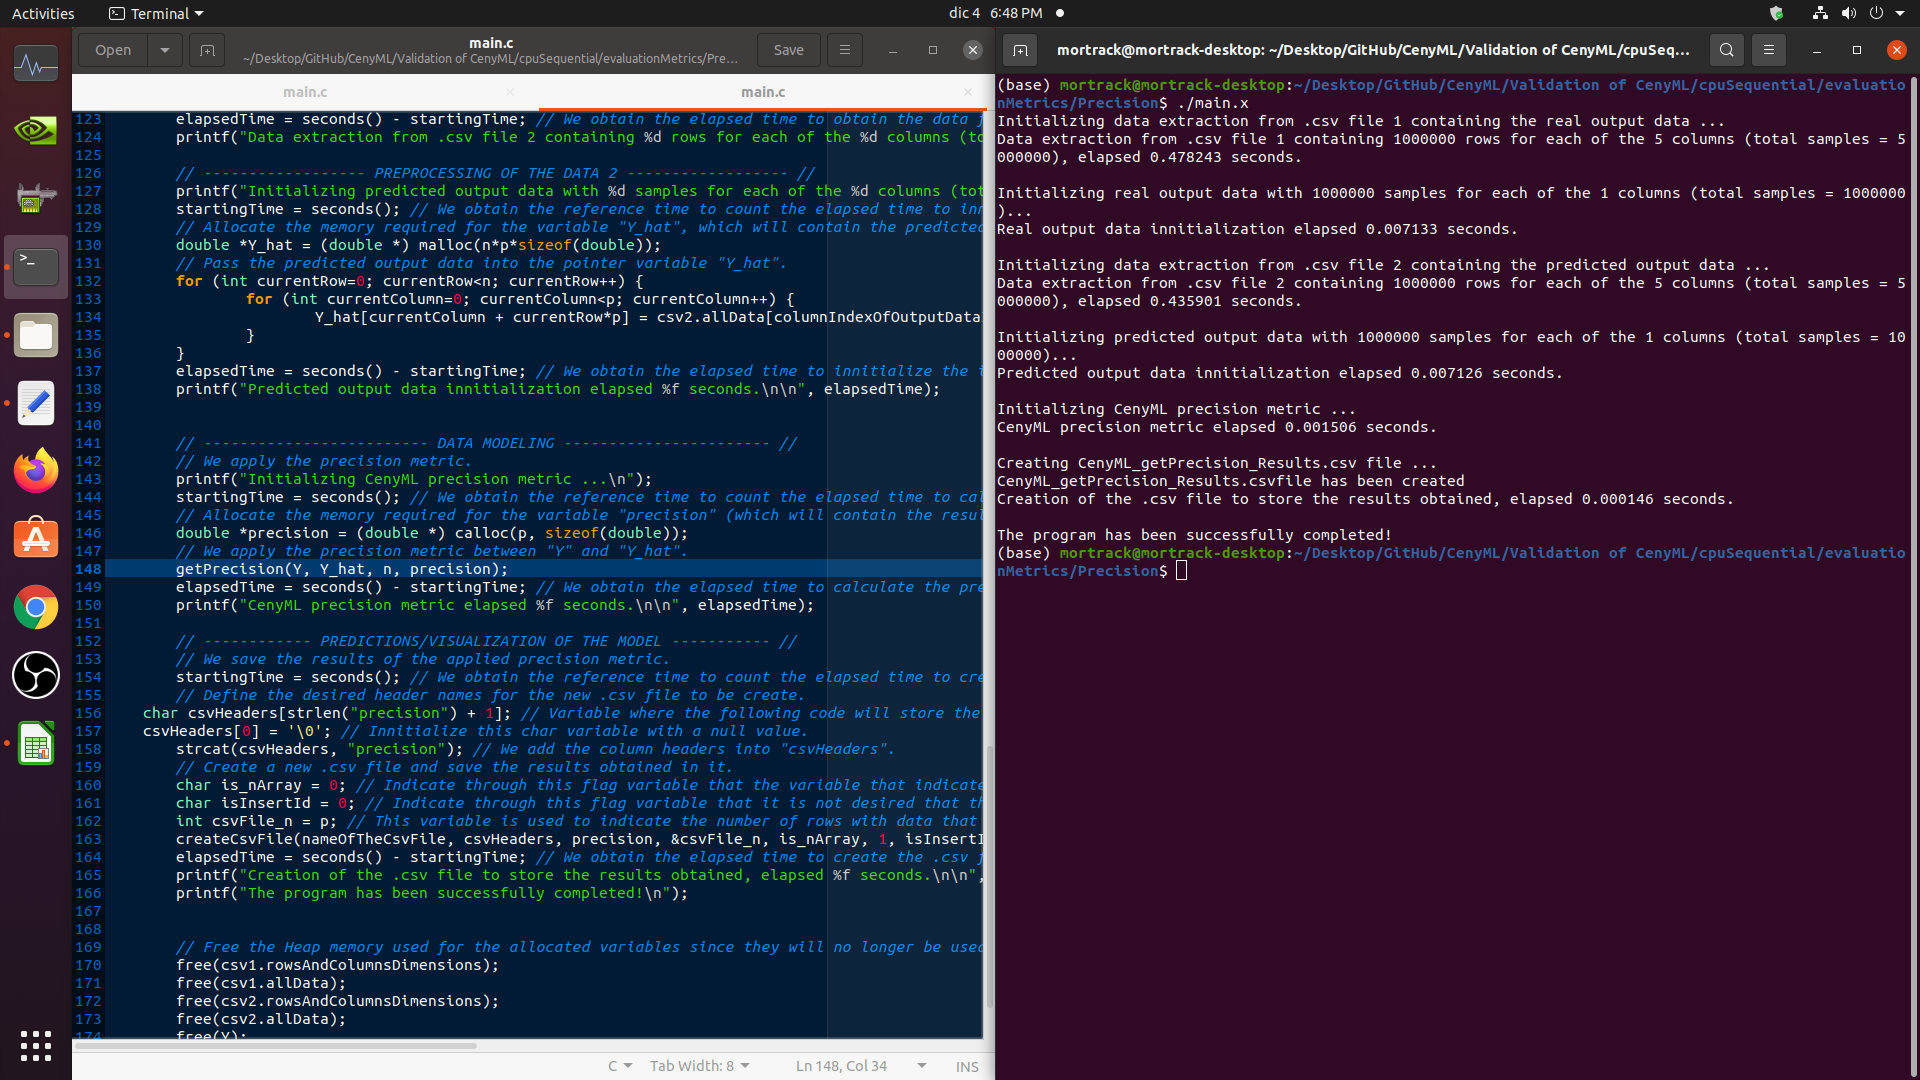 Activities
Terminal
dic 4 6:48 PM
Open
main.c
~/Desktop/GitHub/CenyML/Validation of CenyML/cpuSequential/evaluationMetrics/Pre...
Save
mortrack@mortrack-desktop: ~/Desktop/GitHub/CenyML/Validation of CenyML/cpuSeq...
main.c
main.c
123 elapsedTime = seconds() - startingTime; // We obtain the elapsed time to obtain the data f
124 printf("Data extraction from .csv file 2 containing %d rows for each of the %d columns (to
125
126 // ------------------ PREPROCESSING OF THE DATA 2 ------------------ //
127 printf("Initializing predicted output data with %d samples for each of the %d columns (tot
128 startingTime = seconds(); // We obtain the reference time to count the elapsed time to inn
129 // Allocate the memory required for the variable "Y_hat", which will contain the predicted
130 double *Y_hat = (double *) malloc(n*p*sizeof(double));
131 // Pass the predicted output data into the pointer variable "Y_hat".
132 for (int currentRow=0; currentRow<n; currentRow++) {
133 for (int currentColumn=0; currentColumn<p; currentColumn++) {
134 Y_hat[currentColumn + currentRow*p] = csv2.allData[columnIndexOfOutputData
135 }
136 }
137 elapsedTime = seconds() - startingTime; // We obtain the elapsed time to innitialize the i
138 printf("Predicted output data innitialization elapsed %f seconds.\n\n", elapsedTime);
139
140
141 // ------------------------- DATA MODELING ----------------------- //
142 // We apply the precision metric.
143 printf("Initializing CenyML precision metric ...\n");
144 startingTime = seconds(); // We obtain the reference time to count the elapsed time to cal
145 // Allocate the memory required for the variable "precision" (which will contain the resul
146 double *precision = (double *) calloc(p, sizeof(double));
147 // We apply the precision metric between "Y" and "Y_hat".
148 getPrecision(Y, Y_hat, n, precision);
149 elapsedTime = seconds() - startingTime; // We obtain the elapsed time to calculate the pre
150 printf("CenyML precision metric elapsed %f seconds.\n\n", elapsedTime);
151
152 // ------------ PREDICTIONS/VISUALIZATION OF THE MODEL ----------- //
153 // We save the results of the applied precision metric.
154 startingTime = seconds(); // We obtain the reference time to count the elapsed time to cre
155 // Define the desired header names for the new .csv file to be create.
156 char csvHeaders[strlen("precision") + 1]; // Variable where the following code will store the
157 csvHeaders[0] = '\0'; // Innitialize this char variable with a null value.
158 strcat(csvHeaders, "precision"); // We add the column headers into "csvHeaders".
159 // Create a new .csv file and save the results obtained in it.
160 char is_nArray = 0; // Indicate through this flag variable that the variable that indicate
161 char isInsertId = 0; // Indicate through this flag variable that it is not desired that th
162 int csvFile_n = p; // This variable is used to indicate the number of rows with data that
163 createCsvFile(nameOfTheCsvFile, csvHeaders, precision, &csvFile_n, is_nArray, 1, isInsertI
164 elapsedTime = seconds() - startingTime; // We obtain the elapsed time to create the .csv f
165 printf("Creation of the .csv file to store the results obtained, elapsed %f seconds.\n\n",
166 printf("The program has been successfully completed!\n");
167
168
169 // Free the Heap memory used for the allocated variables since they will no longer be used
170 free(csv1.rowsAndColumnsDimensions);
171 free(csv1.allData);
172 free(csv2.rowsAndColumnsDimensions);
173 free(csv2.allData);
174 free(Y);
C
Tab Width: 8
Ln 148, Col 34
INS
(base) mortrack@mortrack-desktop:~/Desktop/GitHub/CenyML/Validation of CenyML/cpuSequential/evaluatio
nMetrics/Precision$ ./main.x
Initializing data extraction from .csv file 1 containing the real output data ...
Data extraction from .csv file 1 containing 1000000 rows for each of the 5 columns (total samples = 5
000000), elapsed 0.478243 seconds.
Initializing real output data with 1000000 samples for each of the 1 columns (total samples = 1000000
)...
Real output data innitialization elapsed 0.007133 seconds.
Initializing data extraction from .csv file 2 containing the predicted output data ...
Data extraction from .csv file 2 containing 1000000 rows for each of the 5 columns (total samples = 5
000000), elapsed 0.435901 seconds.
Initializing predicted output data with 1000000 samples for each of the 1 columns (total samples = 10
00000)...
Predicted output data innitialization elapsed 0.007126 seconds.
Initializing CenyML precision metric ...
CenyML precision metric elapsed 0.001506 seconds.
Creating CenyML_getPrecision_Results.csv file ...
CenyML_getPrecision_Results.csvfile has been created
Creation of the .csv file to store the results obtained, elapsed 0.000146 seconds.
The program has been successfully completed!
(base) mortrack@mortrack-desktop:~/Desktop/GitHub/CenyML/Validation of CenyML/cpuSequential/evaluatio
nMetrics/Precision$